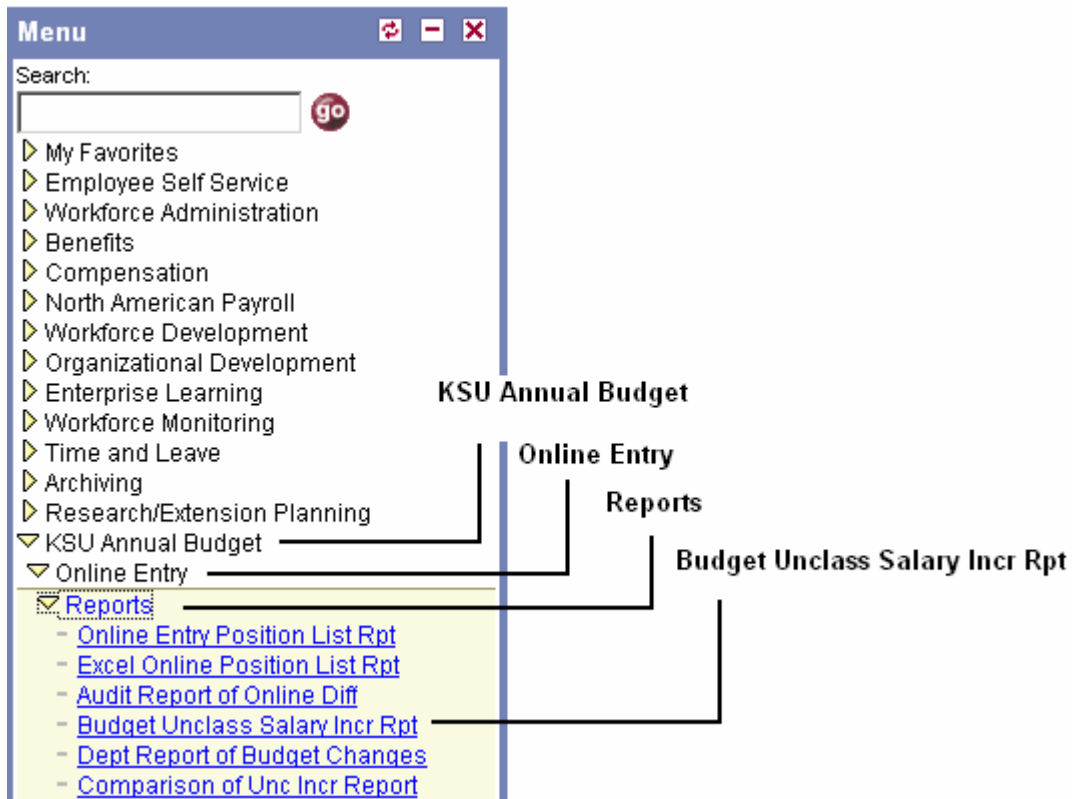 Menu
Search:
go
My Favorites
Employee Self Service
Workforce Administration
Benefits
Compensation
North American Payroll
Workforce Development
Organizational Development
Enterprise Learning
Workforce Monitoring
Time and Leave
Archiving
Research/Extension Planning
KSU Annual Budget
Online Entry
Reports
- Online Entry Position List Rpt
- Excel Online Position List Rpt
- Audit Report of Online Diff
- Budget Unclass Salary Incr Rpt
- Dept Report of Budget Changes
- Comparison of Unc Incr Report
KSU Annual Budget
Online Entry
Reports
Budget Unclass Salary Incr Rpt